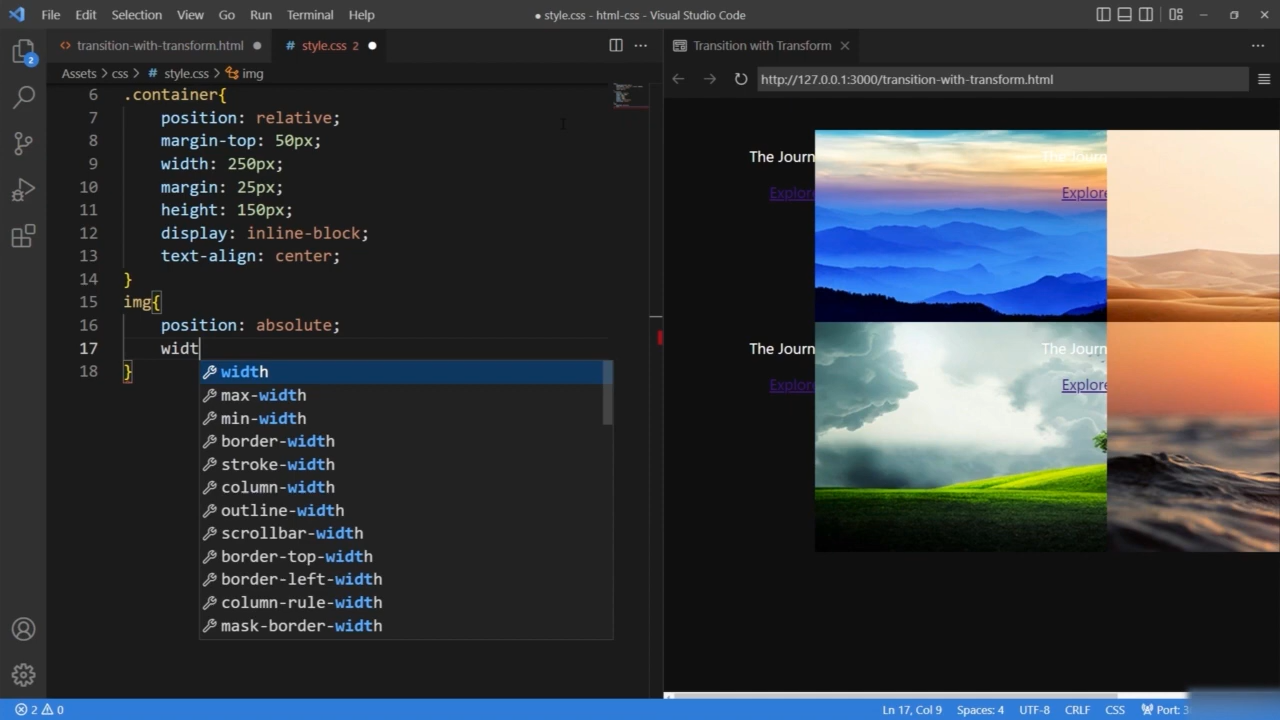 File Edit Selection View Go Run Terminal Help
● style.css - html-css - Visual Studio Code
2
<> transition-with-transform.html ●
# style.css 2 ●
Assets > css > # style.css > img
6 .container{
7 position: relative;
8 margin-top: 50px;
9 width: 250px;
10 margin: 25px;
11 height: 150px;
12 display: inline-block;
13 text-align: center;
14 }
15 img{
16 position: absolute;
17 widt
18 }
width
max-width
min-width
border-width
stroke-width
column-width
outline-width
scrollbar-width
border-top-width
border-left-width
column-rule-width
mask-border-width
Transition with Transform
http://127.0.0.1:3000/transition-with-transform.html
The Journ The Journ
Explore Explore
The Journ The Journ
Explore Explore
2 0
Ln 17, Col 9 Spaces: 4 UTF-8 CRLF CSS Port: